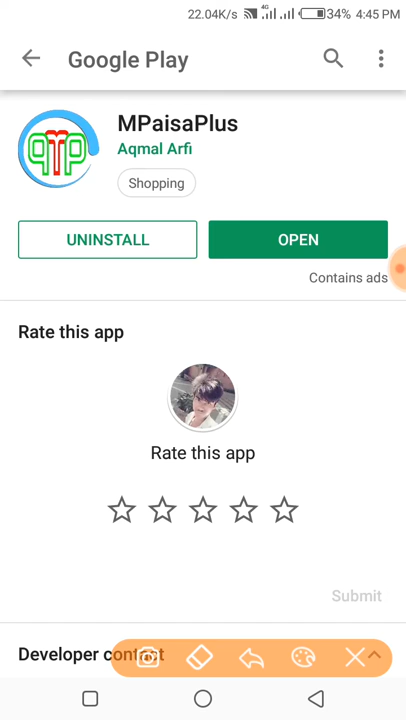 22.04K/s 4G 34% 4:45 PM
Google Play
MPaisaPlus
Aqmal Arfi
Shopping
UNINSTALL OPEN
Contains ads
Rate this app
Rate this app
Submit
Developer contact